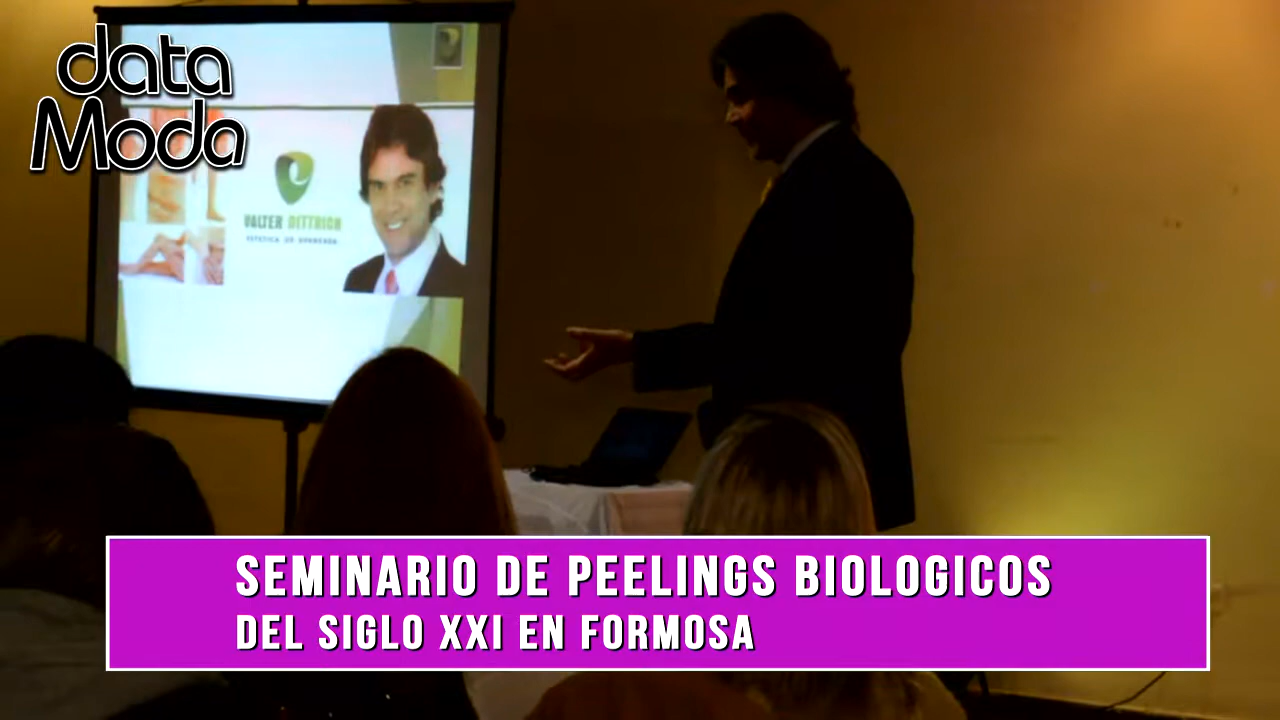 data
Moda
VALTER DITTRICH
SEMINARIO DE PEELINGS BIOLOGICOS
DEL SIGLO XXI EN FORMOSA